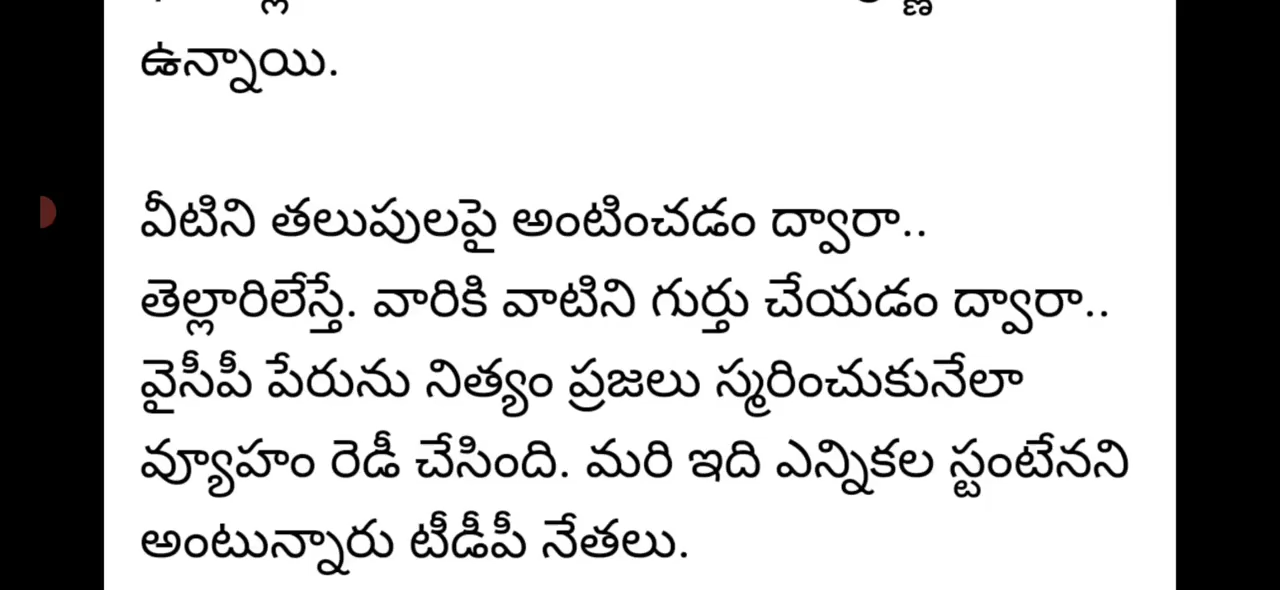 ఉన్నాయి.
వీటిని తలుపులపై అంటించడం ద్వారా..
తెల్లారిలేస్తే. వారికి వాటిని గుర్తు చేయడం ద్వారా..
వైసీపీ పేరును నిత్యం ప్రజలు స్మరించుకునేలా
వ్యూహం రెడీ చేసింది. మరి ఇది ఎన్నికల స్టంటేనని
అంటున్నారు టీడీపీ నేతలు.